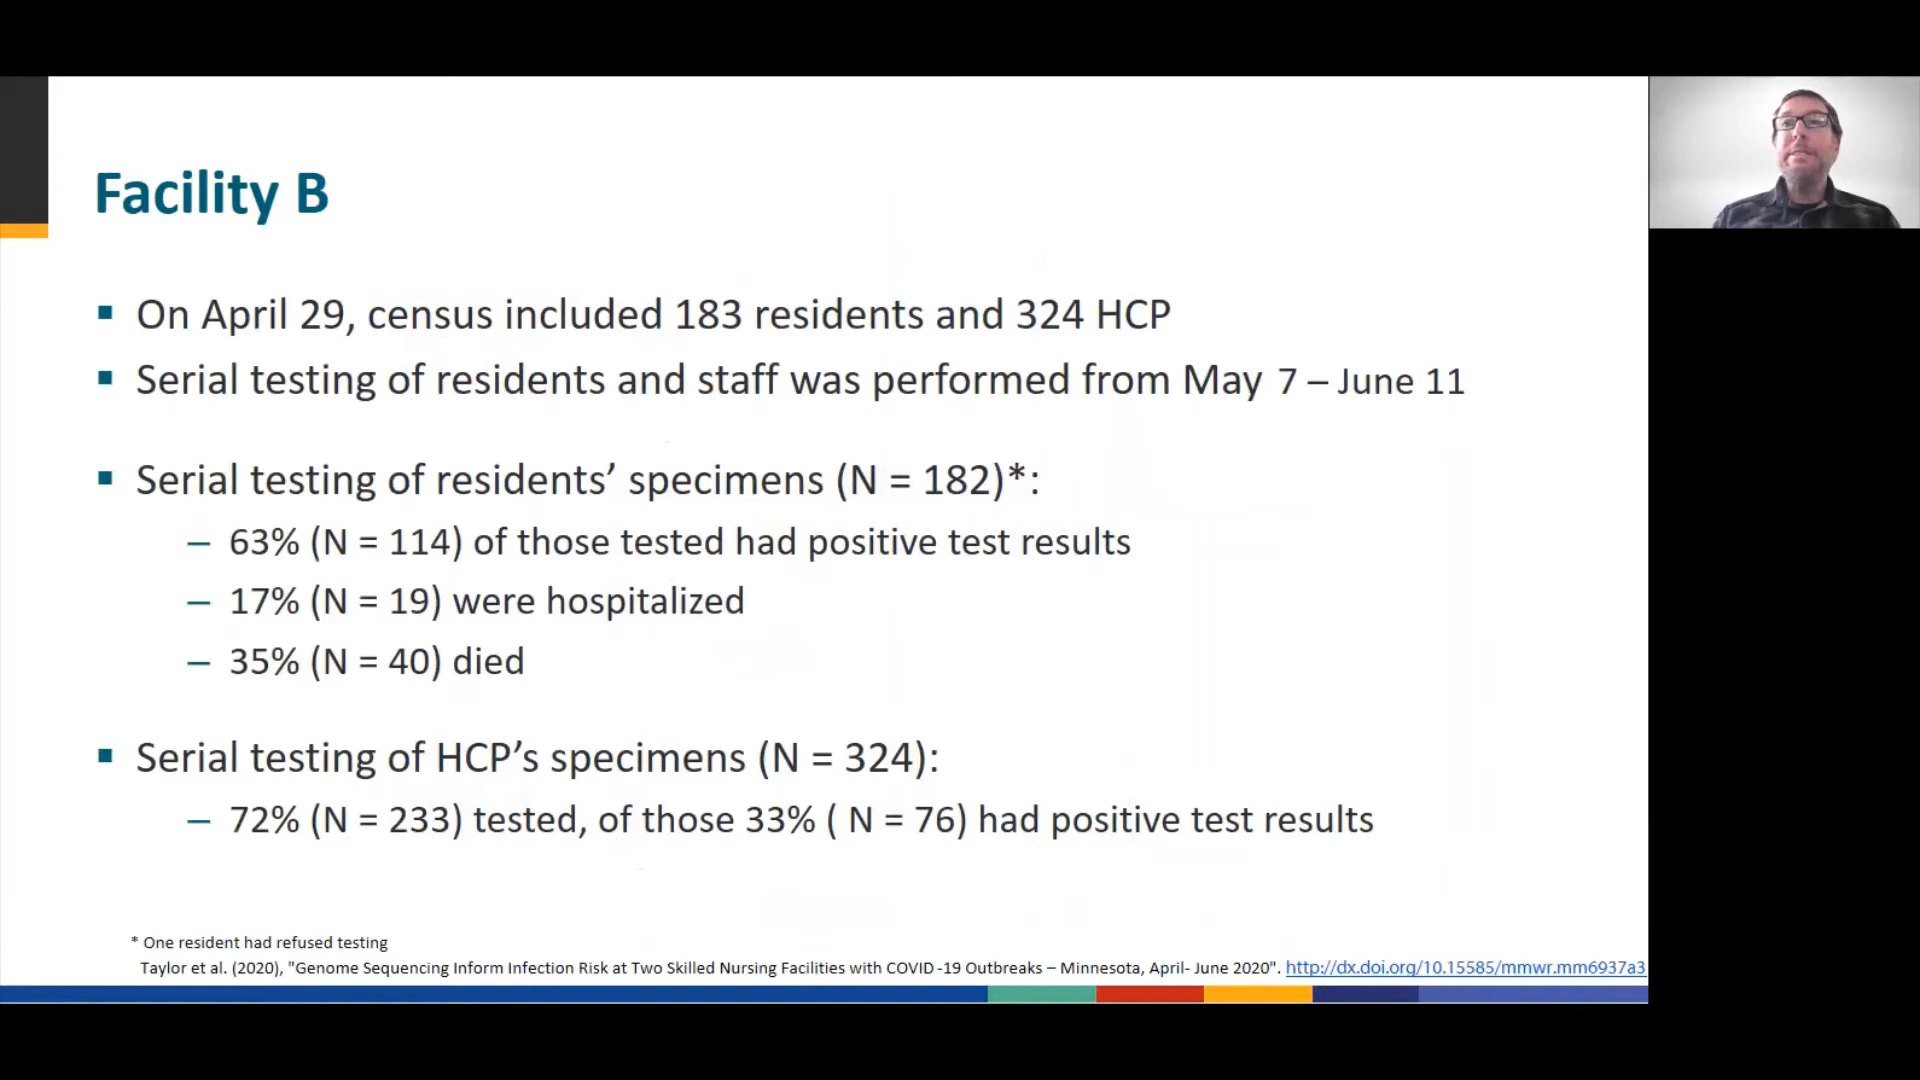 Facility B
▪ On April 29, census included 183 residents and 324 HCP
▪ Serial testing of residents and staff was performed from May 7 – June 11
▪ Serial testing of residents’ specimens (N = 182)*:
– 63% (N = 114) of those tested had positive test results
– 17% (N = 19) were hospitalized
– 35% (N = 40) died
▪ Serial testing of HCP’s specimens (N = 324):
– 72% (N = 233) tested, of those 33% ( N = 76) had positive test results
* One resident had refused testing
Taylor et al. (2020), "Genome Sequencing Inform Infection Risk at Two Skilled Nursing Facilities with COVID -19 Outbreaks – Minnesota, April- June 2020". http://dx.doi.org/10.15585/mmwr.mm6937a3